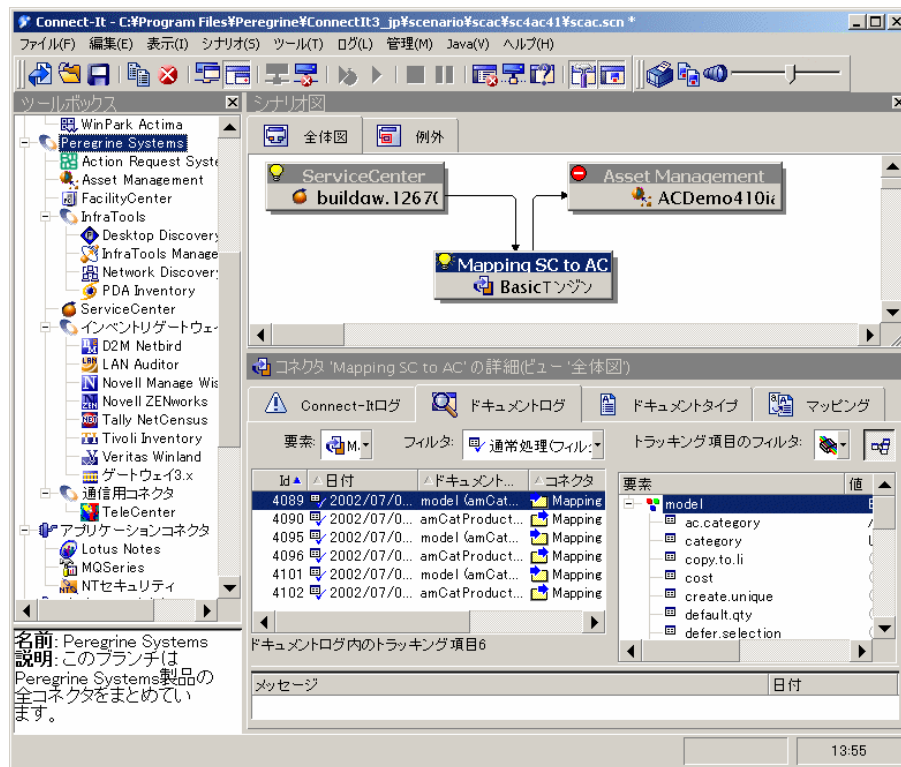 Connect-It - C:¥Program Files¥Peregrine¥ConnectIt3_jp¥scenario¥scac¥sc4ac41¥scac.scn *
ファイル(F) 編集(E) 表示(I) シナリオ(S) ツール(T) ログ(L) 管理(M) Java(V) ヘルプ(H)
ツールボックス
WinPark Actima
Peregrine Systems
Action Request Syste
Asset Management
FacilityCenter
InfraTools
Desktop Discovery
InfraTools Manage
Network Discover
PDA Inventory
ServiceCenter
インベントリゲートウェイ
D2M Netbird
LAN Auditor
Novell Manage Wis
Novell ZENworks
Tally NetCensus
Tivoli Inventory
Veritas Winland
ゲートウェイ3.x
通信用コネクタ
TeleCenter
アプリケーションコネクタ
Lotus Notes
MQSeries
NTセキュリティ
名前: Peregrine Systems
説明: このブランチは
Peregrine Systems製品の
全コネクタをまとめてい
ます。
シナリオ図
全体図 例外
ServiceCenter
buildaw.1267(
Asset Management
ACDemo410ia
Mapping SC to AC
Basicエンジン
コネクタ 'Mapping SC to AC' の詳細(ビュー '全体図')
Connect-Itログ ドキュメントログ ドキュメントタイプ マッピング
要素: M. フィルタ: 通常処理(フィル: トラッキング項目のフィルタ:
Id 日付 ドキュメント... コネクタ
4089 2002/07/0... model (amCat... Mapping
4090 2002/07/0... amCatProduct... Mapping
4095 2002/07/0... model (amCat... Mapping
4096 2002/07/0... amCatProduct... Mapping
4101 2002/07/0... model (amCat... Mapping
4102 2002/07/0... amCatProduct... Mapping
ドキュメントログ内のトラッキング項目6
要素 値
model
ac.category
category
copy.to.li
cost
create.unique
default.qty
defer.selection
メッセージ 日付
13:55